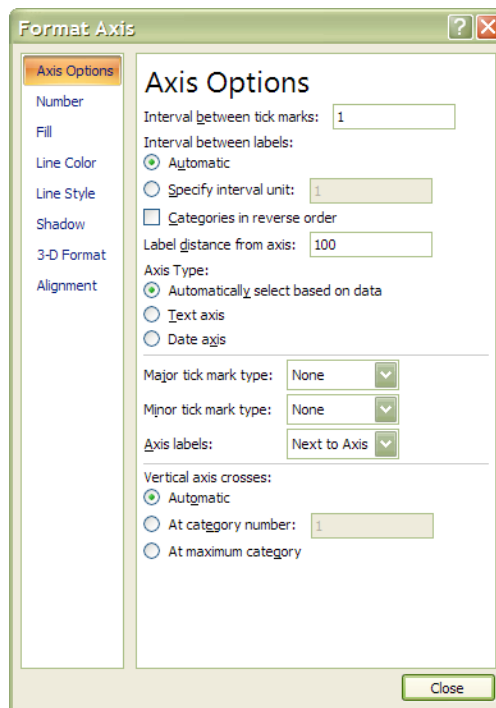 Format Axis
?
X
Axis Options
Number
Fill
Line Color
Line Style
Shadow
3-D Format
Alignment
Axis Options
Interval between tick marks: 1
Interval between labels:
Automatic
Specify interval unit: 1
Categories in reverse order
Label distance from axis: 100
Axis Type:
Automatically select based on data
Text axis
Date axis
Major tick mark type: None
Minor tick mark type: None
Axis labels: Next to Axis
Vertical axis crosses:
Automatic
At category number: 1
At maximum category
Close